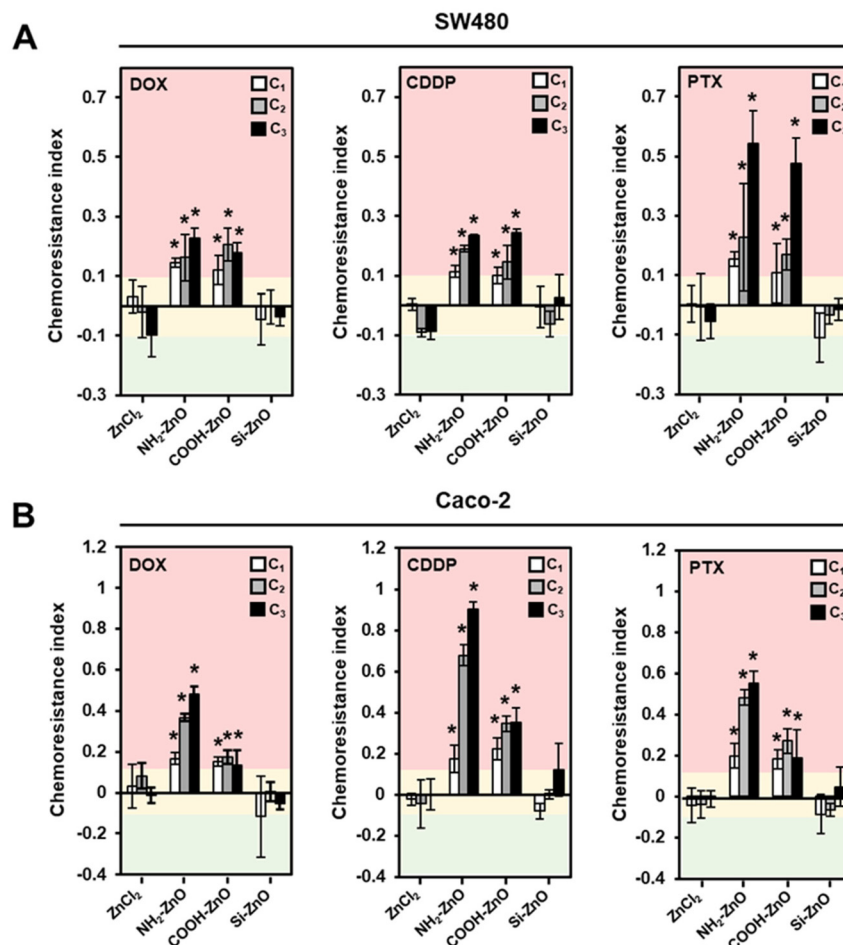 A
SW480
DOX
C₁
C₂
C₃
Chemoresistance index
0.7
0.5
0.3
0.1
-0.1
-0.3
*
*
*
*
*
*
ZnCl₂
NH₂-ZnO
COOH-ZnO
Si-ZnO
CDDP
C₁
C₂
C₃
Chemoresistance index
0.7
0.5
0.3
0.1
-0.1
-0.3
*
*
*
*
*
*
ZnCl₂
NH₂-ZnO
COOH-ZnO
Si-ZnO
PTX
Chemoresistance index
0.7
0.5
0.3
0.1
-0.1
-0.3
*
*
*
*
*
*
ZnCl₂
NH₂-ZnO
COOH-ZnO
Si-ZnO
B
Caco-2
DOX
C₁
C₂
C₃
Chemoresistance index
1.2
1
0.8
0.6
0.4
0.2
0
-0.2
-0.4
*
*
*
*
*
*
ZnCl₂
NH₂-ZnO
COOH-ZnO
Si-ZnO
CDDP
C₁
C₂
C₃
Chemoresistance index
1.2
1
0.8
0.6
0.4
0.2
0
-0.2
-0.4
*
*
*
*
*
*
ZnCl₂
NH₂-ZnO
COOH-ZnO
Si-ZnO
PTX
C₁
C₂
C₃
Chemoresistance index
1.2
1
0.8
0.6
0.4
0.2
0
-0.2
-0.4
*
*
*
*
*
*
ZnCl₂
NH₂-ZnO
COOH-ZnO
Si-ZnO